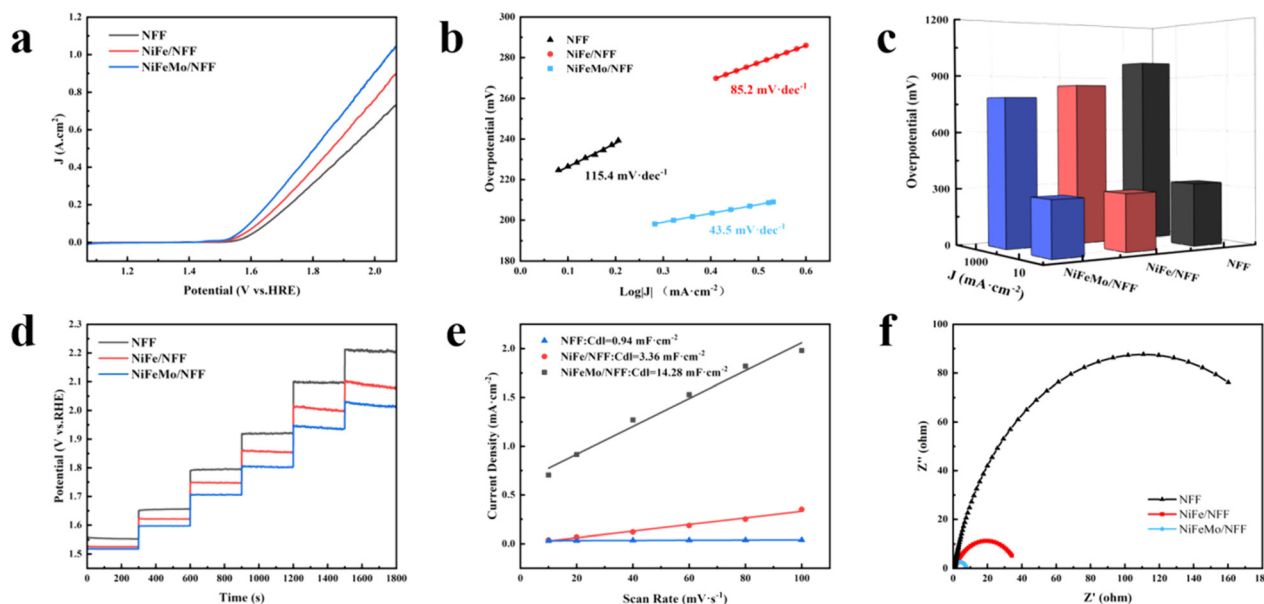 a
NFF
NiFe/NFF
NiFeMo/NFF
J (A.cm²)
1.2
1.0
0.8
0.6
0.4
0.2
0.0
1.2
1.4
1.6
1.8
2.0
Potential (V vs.HRE)
b
NFF
NiFe/NFF
NiFeMo/NFF
Overpotential (mV)
300
280
260
240
220
200
180
85.2 mV·dec⁻¹
115.4 mV·dec⁻¹
43.5 mV·dec⁻¹
0.0
0.1
0.2
0.3
0.4
0.5
0.6
Log|J| （mA·cm⁻²）
c
Overpotential (mV)
1200
900
600
300
0
1000
10
J (mA·cm⁻²)
NiFeMo/NFF
NiFe/NFF
NFF
d
NFF
NiFe/NFF
NiFeMo/NFF
Potential (V vs.RHE)
2.3
2.2
2.1
2.0
1.9
1.8
1.7
1.6
1.5
0
200
400
600
800
1000
1200
1400
1600
1800
Time (s)
e
NFF:Cdl=0.94 mF·cm⁻²
NiFe/NFF:Cdl=3.36 mF·cm⁻²
NiFeMo/NFF:Cdl=14.28 mF·cm⁻²
Current Density (mA·cm⁻²)
2.0
1.5
1.0
0.5
0.0
0
20
40
60
80
100
Scan Rate (mV·s⁻¹)
f
Z'' (ohm)
100
80
60
40
20
0
NFF
NiFe/NFF
NiFeMo/NFF
0
20
40
60
80
100
120
140
160
180
200
Z' (ohm)